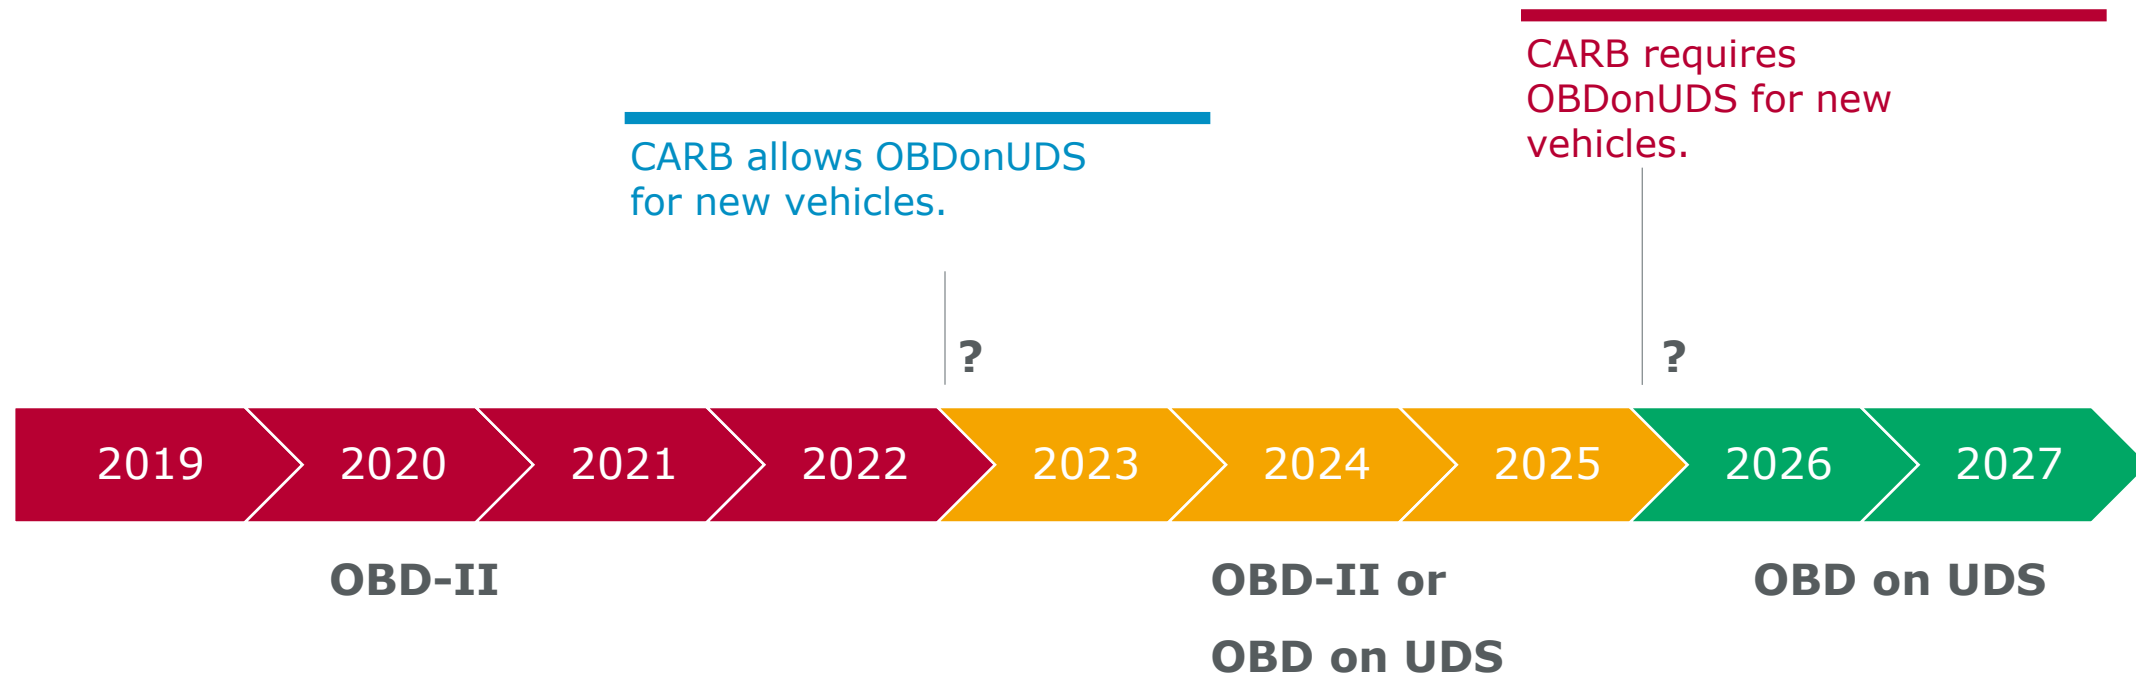 CARB requires
OBDonUDS for new
vehicles.
CARB allows OBDonUDS
for new vehicles.
?
?
2019
2020
2021
2022
2023
2024
2025
2026
2027
OBD-II
OBD-II or
OBD on UDS
OBD on UDS